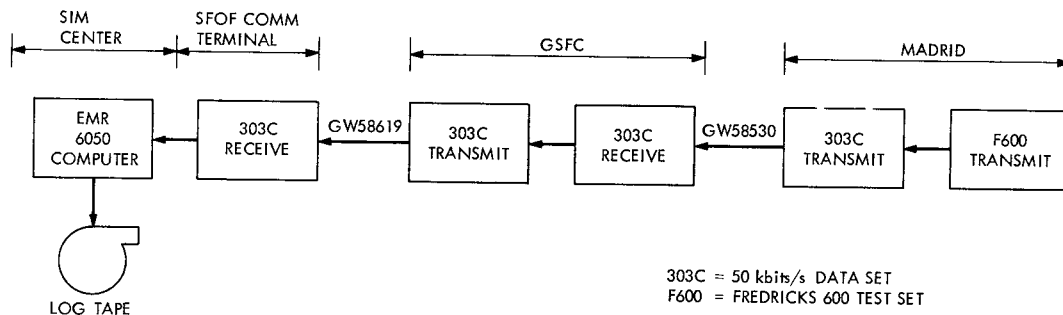 SIM
CENTER
SFOF COMM
TERMINAL
GSFC
MADRID
EMR
6050
COMPUTER
303C
RECEIVE
GW58619
303C
TRANSMIT
303C
RECEIVE
GW58530
303C
TRANSMIT
F600
TRANSMIT
LOG TAPE
303C = 50 kbits/s DATA SET
F600 = FREDRICKS 600 TEST SET